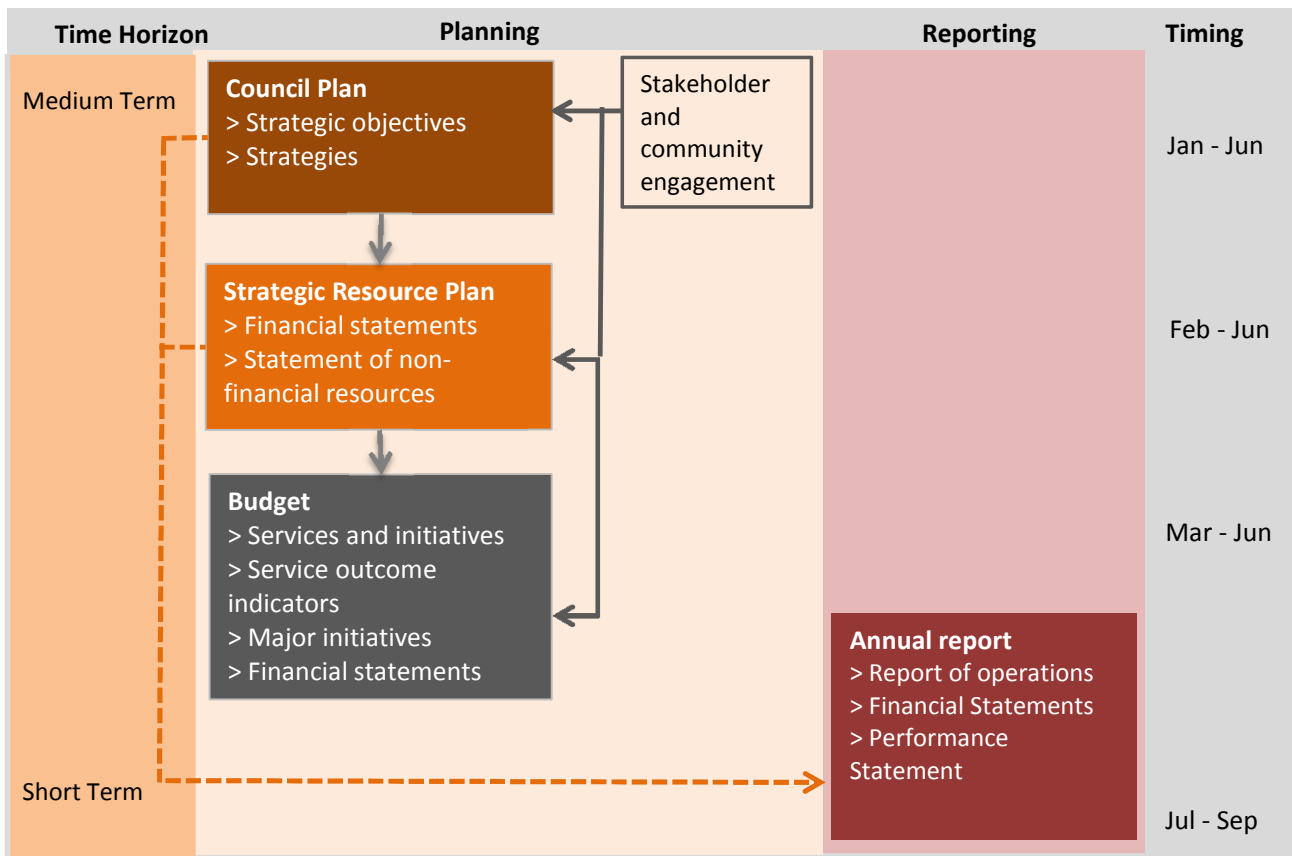 Time Horizon
Planning
Reporting
Timing
Medium Term
Council Plan
> Strategic objectives
> Strategies
Stakeholder
and
community
engagement
Jan - Jun
Strategic Resource Plan
> Financial statements
> Statement of non-
financial resources
Feb - Jun
Budget
> Services and initiatives
> Service outcome
indicators
> Major initiatives
> Financial statements
Mar - Jun
Annual report
> Report of operations
> Financial Statements
> Performance
Statement
Short Term
Jul - Sep